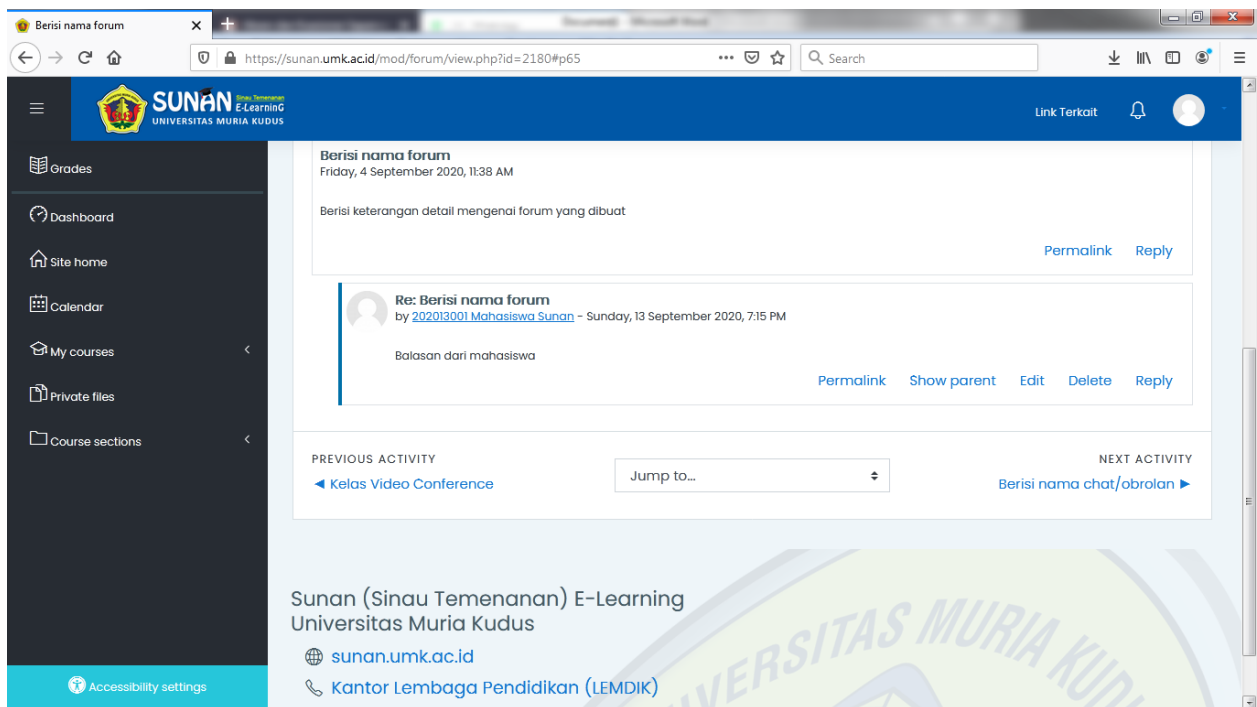 Berisi nama forum
https://sunan.umk.ac.id/mod/forum/view.php?id=2180#p65
Search
SUNAN Sinau Temenanan E-Learning
UNIVERSITAS MURIA KUDUS
Link Terkait
Grades
Dashboard
Site home
Calendar
My courses
Private files
Course sections
Accessibility settings
Berisi nama forum
Friday, 4 September 2020, 11:38 AM
Berisi keterangan detail mengenai forum yang dibuat
Permalink Reply
Re: Berisi nama forum
by 202013001 Mahasiswa Sunan - Sunday, 13 September 2020, 7:15 PM
Balasan dari mahasiswa
Permalink Show parent Edit Delete Reply
PREVIOUS ACTIVITY
◄ Kelas Video Conference
Jump to...
NEXT ACTIVITY
Berisi nama chat/obrolan ►
Sunan (Sinau Temenanan) E-Learning
Universitas Muria Kudus
sunan.umk.ac.id
Kantor Lembaga Pendidikan (LEMDIK)